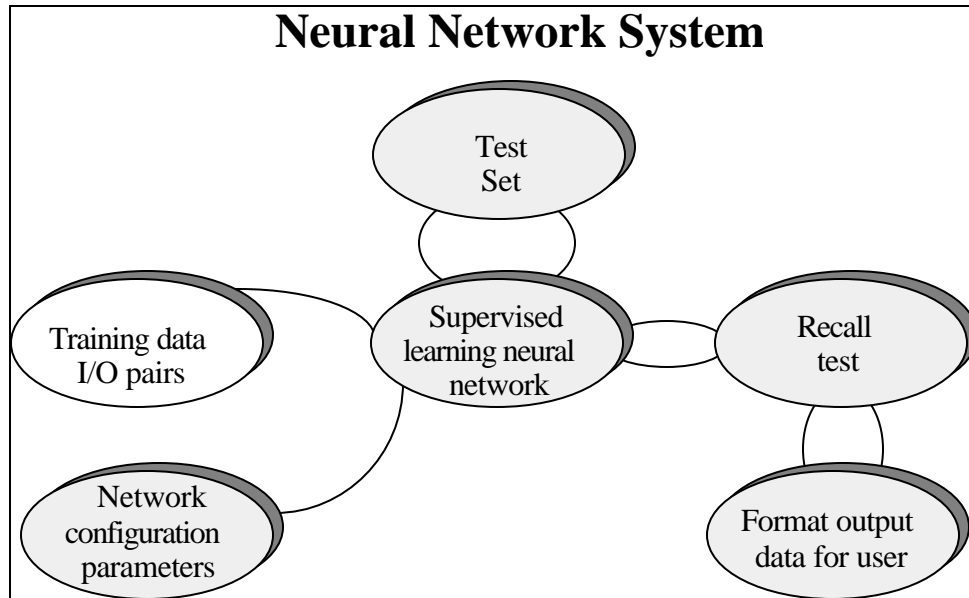 Neural Network System
Test
Set
Training data
I/O pairs
Supervised
learning neural
network
Recall
test
Network
configuration
parameters
Format output
data for user